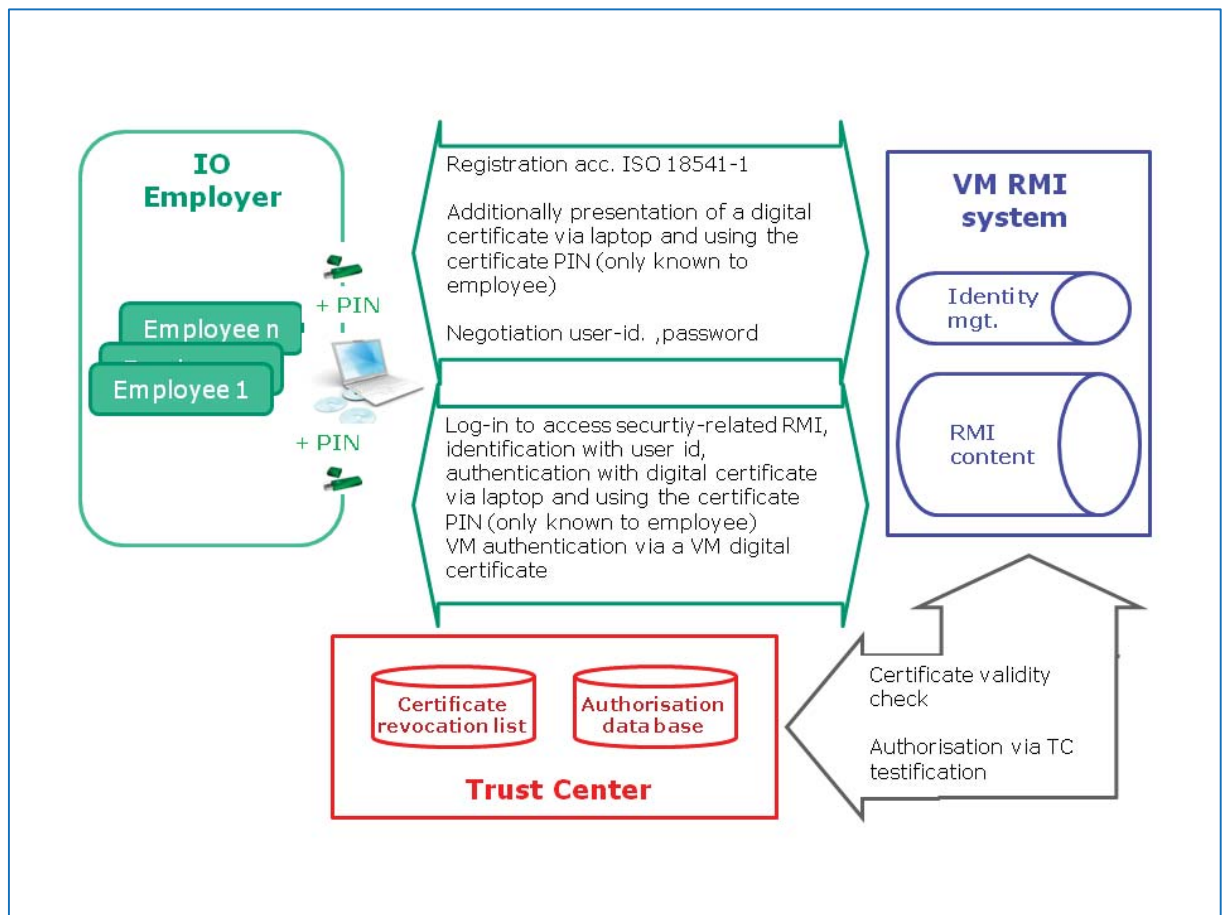 IO
Employer
+ PIN
Employee n
Employee 1
+ PIN
Registration acc. ISO 18541-1
Additionally presentation of a digital
certificate via laptop and using the
certificate PIN (only known to
employee)
Negotiation user-id. ,password
Log-in to access securtiy-related RMI,
identification with user id,
authentication with digital certificate
via laptop and using the certificate
PIN (only known to employee)
VM authentication via a VM digital
certificate
VM RMI
system
Identity
mgt.
RMI
content
Certificate
revocation list
Authorisation
data base
Trust Center
Certificate validity
check
Authorisation via TC
testification